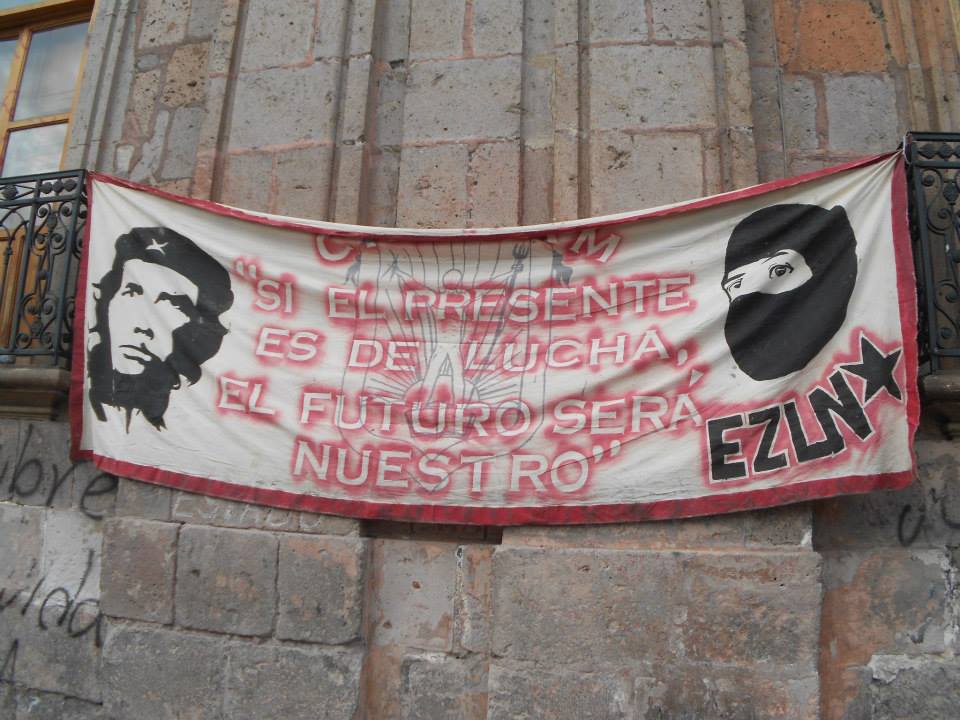 "SI EL PRESENTE
ES DE LUCHA,
EL FUTURO SERÁ
NUESTRO"
EZLN